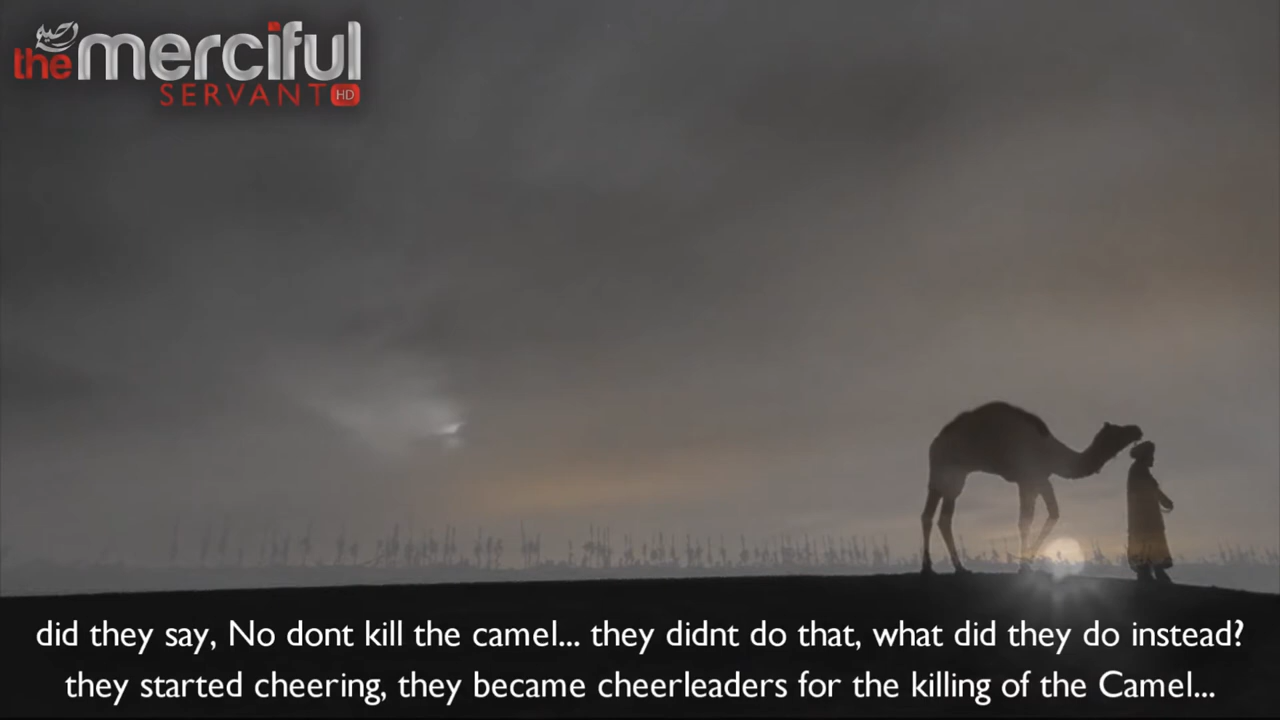 the merciful
SERVANT HD
did they say, No dont kill the camel... they didnt do that, what did they do instead?
they started cheering, they became cheerleaders for the killing of the Camel...